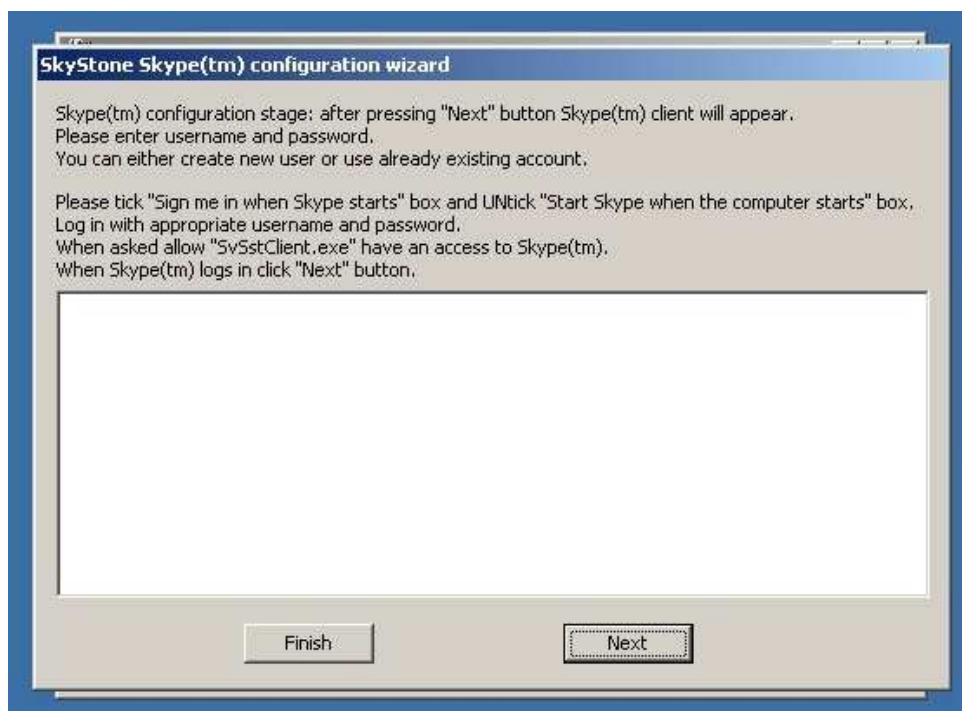 SkyStone Skype(tm) configuration wizard
Skype(tm) configuration stage: after pressing "Next" button Skype(tm) client will appear.
Please enter username and password.
You can either create new user or use already existing account.
Please tick "Sign me in when Skype starts" box and UNtick "Start Skype when the computer starts" box,
Log in with appropriate username and password.
When asked allow "SvSstClient.exe" have an access to Skype(tm).
When Skype(tm) logs in click "Next" button.
Finish
Next